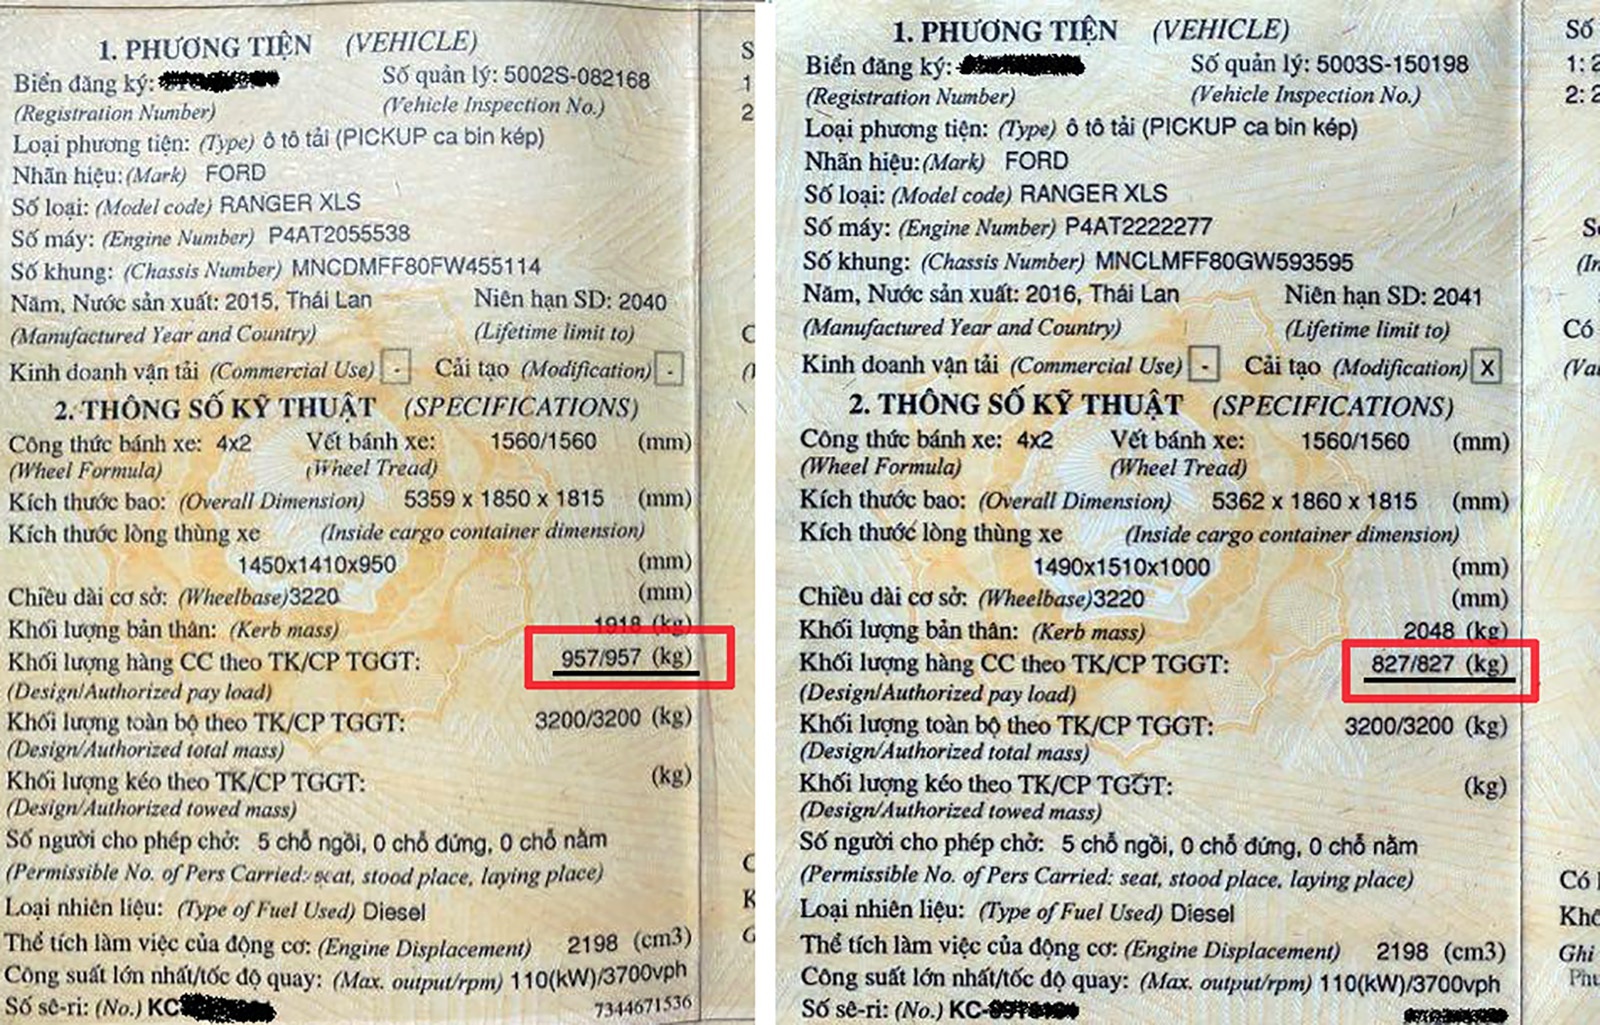 1. PHƯƠNG TIỆN (VEHICLE)
Biển đăng ký: Số quản lý: 5002S-082168
(Registration Number) (Vehicle Inspection No.)
Loại phương tiện: (Type) ô tô tải (PICKUP ca bin kép)
Nhãn hiệu: (Mark) FORD
Số loại: (Model code) RANGER XLS
Số máy: (Engine Number) P4AT2055538
Số khung: (Chassis Number) MNCDMFF80FW455114
Năm, Nước sản xuất: 2015, Thái Lan Niên hạn SD: 2040
(Manufactured Year and Country) (Lifetime limit to)
Kinh doanh vận tải (Commercial Use) - Cải tạo (Modification) -
2. THÔNG SỐ KỸ THUẬT (SPECIFICATIONS)
Công thức bánh xe: 4x2 Vết bánh xe: 1560/1560 (mm)
(Wheel Formula) (Wheel Tread)
Kích thước bao: (Overall Dimension) 5359 x 1850 x 1815 (mm)
Kích thước lòng thùng xe (Inside cargo container dimension)
1450x1410x950 (mm)
Chiều dài cơ sở: (Wheelbase)3220 (mm)
Khối lượng bản thân: (Kerb mass) 1918 (kg)
Khối lượng hàng CC theo TK/CP TGGT: 957/957 (kg)
(Design/Authorized pay load)
Khối lượng toàn bộ theo TK/CP TGGT: 3200/3200 (kg)
(Design/Authorized total mass)
Khối lượng kéo theo TK/CP TGGT: (kg)
(Design/Authorized towed mass)
Số người cho phép chở: 5 chỗ ngồi, 0 chỗ đứng, 0 chỗ nằm
(Permissible No. of Pers Carried: seat, stood place, laying place)
Loại nhiên liệu: (Type of Fuel Used) Diesel
Thể tích làm việc của động cơ: (Engine Displacement) 2198 (cm3)
Công suất lớn nhất/tốc độ quay: (Max. output/rpm) 110(kW)/3700vph
Số sê-ri: (No.) KC 7344671536
1. PHƯƠNG TIỆN (VEHICLE)
Biển đăng ký: Số quản lý: 5003S-150198
(Registration Number) (Vehicle Inspection No.)
Loại phương tiện: (Type) ô tô tải (PICKUP ca bin kép)
Nhãn hiệu: (Mark) FORD
Số loại: (Model code) RANGER XLS
Số máy: (Engine Number) P4AT2222277
Số khung: (Chassis Number) MNCLMFF80GW593595
Năm, Nước sản xuất: 2016, Thái Lan Niên hạn SD: 2041
(Manufactured Year and Country) (Lifetime limit to)
Kinh doanh vận tải (Commercial Use) - Cải tạo (Modification) X
2. THÔNG SỐ KỸ THUẬT (SPECIFICATIONS)
Công thức bánh xe: 4x2 Vết bánh xe: 1560/1560 (mm)
(Wheel Formula) (Wheel Tread)
Kích thước bao: (Overall Dimension) 5362 x 1860 x 1815 (mm)
Kích thước lòng thùng xe (Inside cargo container dimension)
1490x1510x1000 (mm)
Chiều dài cơ sở: (Wheelbase)3220 (mm)
Khối lượng bản thân: (Kerb mass) 2048 (kg)
Khối lượng hàng CC theo TK/CP TGGT: 827/827 (kg)
(Design/Authorized pay load)
Khối lượng toàn bộ theo TK/CP TGGT: 3200/3200 (kg)
(Design/Authorized total mass)
Khối lượng kéo theo TK/CP TGGT: (kg)
(Design/Authorized towed mass)
Số người cho phép chở: 5 chỗ ngồi, 0 chỗ đứng, 0 chỗ nằm
(Permissible No. of Pers Carried: seat, stood place, laying place)
Loại nhiên liệu: (Type of Fuel Used) Diesel
Thể tích làm việc của động cơ: (Engine Displacement) 2198 (cm3)
Công suất lớn nhất/tốc độ quay: (Max. output/rpm) 110(kW)/3700vph
Số sê-ri: (No.) KC-
Số
1: 2
2: 2
Có
Có
Ghi